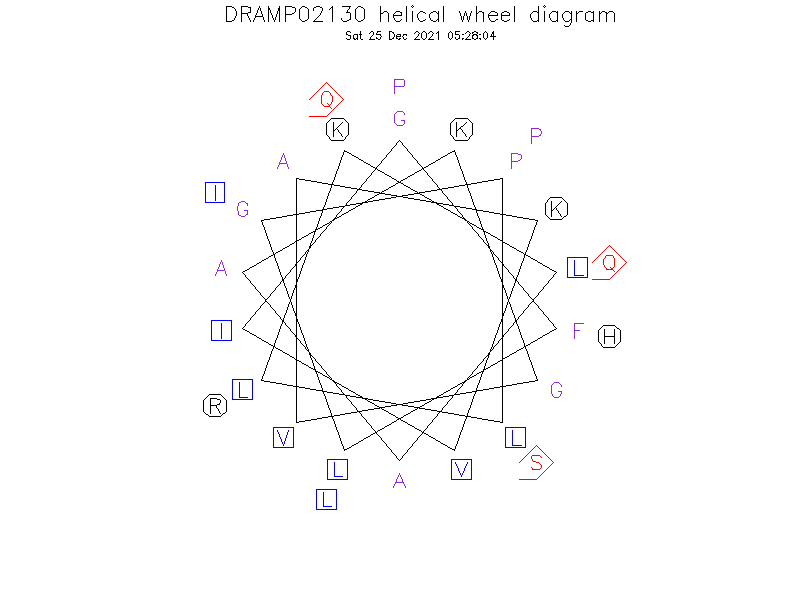 DRAMP02130 helical wheel diagram
Sat 25 Dec 2021 05:28:04
P
Q
G
K
K
P
A
P
I
G
K
A
L
Q
I
F
H
L
G
R
V
L
S
L
V
A
L